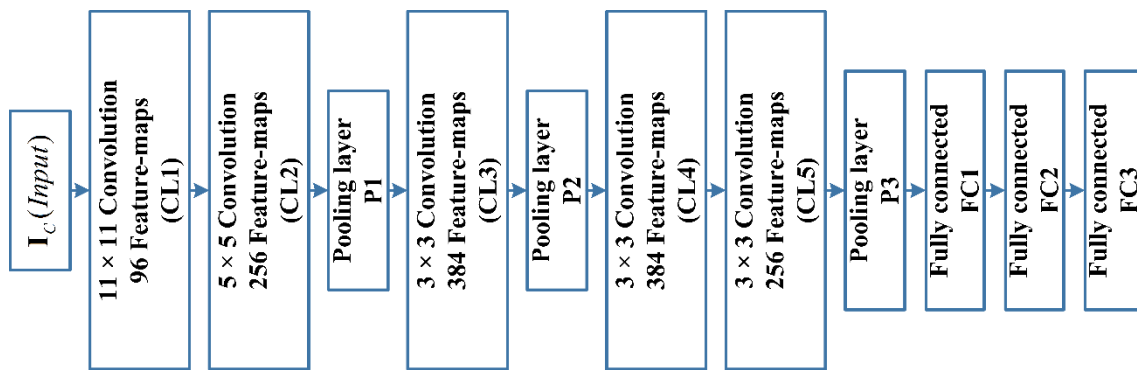 I_C (Input)
11 × 11 Convolution
96 Feature-maps
(CL1)
5 × 5 Convolution
256 Feature-maps
(CL2)
Pooling layer
P1
3 × 3 Convolution
384 Feature-maps
(CL3)
Pooling layer
P2
3 × 3 Convolution
384 Feature-maps
(CL4)
3 × 3 Convolution
256 Feature-maps
(CL5)
Pooling layer
P3
Fully connected
FC1
Fully connected
FC2
Fully connected
FC3